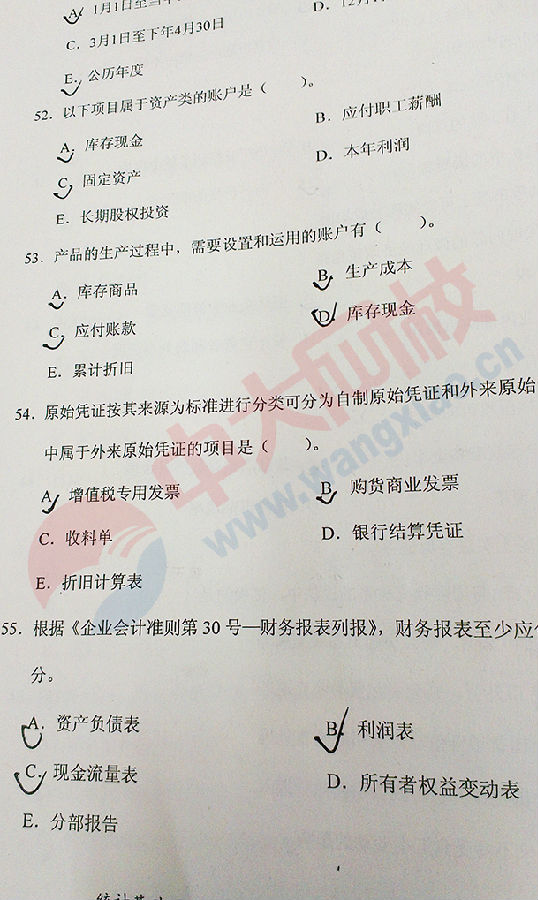 A. 1月1日至当年
D. 12月
C. 3月1日至下年4月30日
E. 公历年度
52. 以下项目属于资产类的账户是（ ）。
A. 库存现金
B. 应付职工薪酬
C. 固定资产
D. 本年利润
E. 长期股权投资
53. 产品的生产过程中，需要设置和运用的账户有（ ）。
A. 库存商品
B. 生产成本
C. 应付账款
D. 库存现金
E. 累计折旧
54. 原始凭证按其来源为标准进行分类可分为自制原始凭证和外来原始
中属于外来原始凭证的项目是（ ）。
A. 增值税专用发票
B. 购货商业发票
C. 收料单
D. 银行结算凭证
E. 折旧计算表
55. 根据《企业会计准则第30号—财务报表列报》，财务报表至少应
分。
A. 资产负债表
B. 利润表
C. 现金流量表
D. 所有者权益变动表
E. 分部报告
中大网校
www.wangxiao.cn